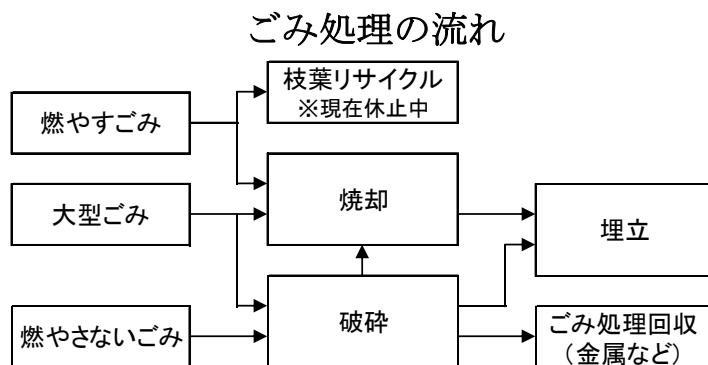 ごみ処理の流れ
枝葉リサイクル
※現在休止中
燃やすごみ
焼却
大型ごみ
埋立
破砕
燃やさないごみ
ごみ処理回収
（金属など）